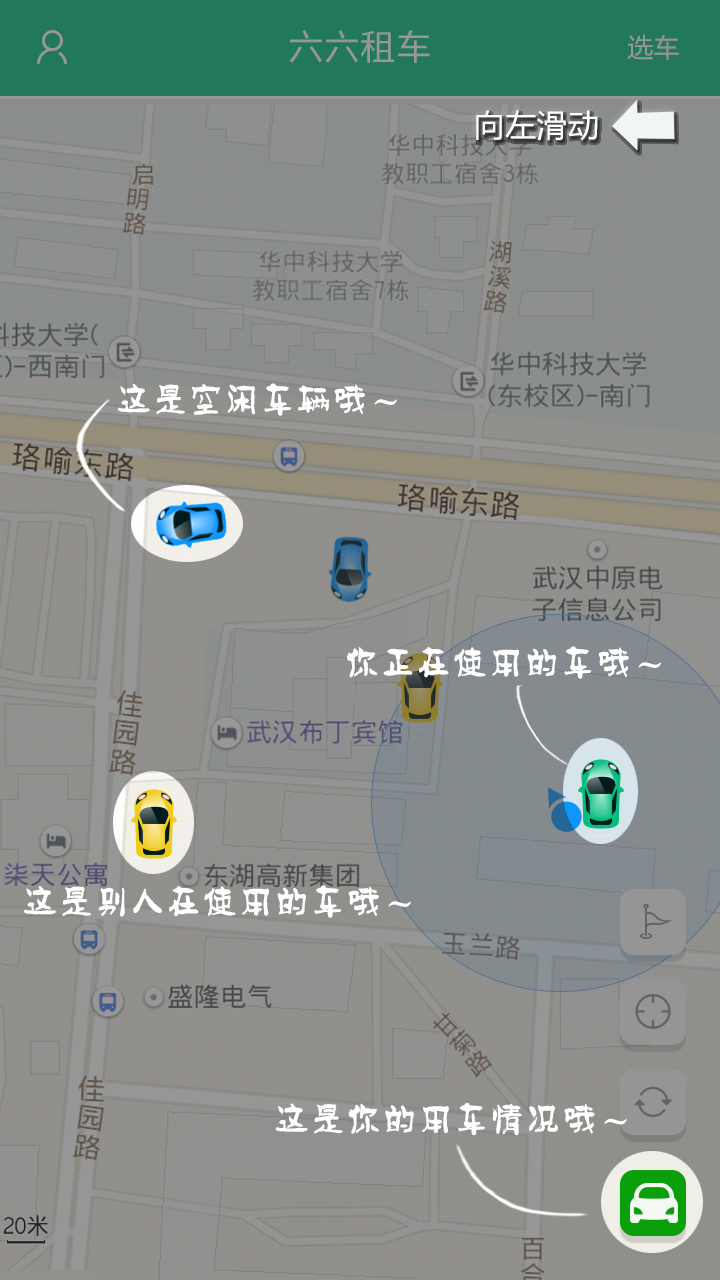 六六租车
选车
向左滑动
华中科技大学
教职工宿舍3栋
启明路
湖溪路
华中科技大学
教职工宿舍7栋
科技大学(
)-西南门
华中科技大学
(东校区)-南门
这是空闲车辆哦~
珞喻东路
珞喻东路
武汉中原电
子信息公司
你正在使用的车哦~
佳园路
武汉布丁宾馆
柒天公寓
东湖高新集团
这是别人在使用的车哦~
玉兰路
盛隆电气
甘菊路
佳园路
这是你的用车情况哦~
20米
百合